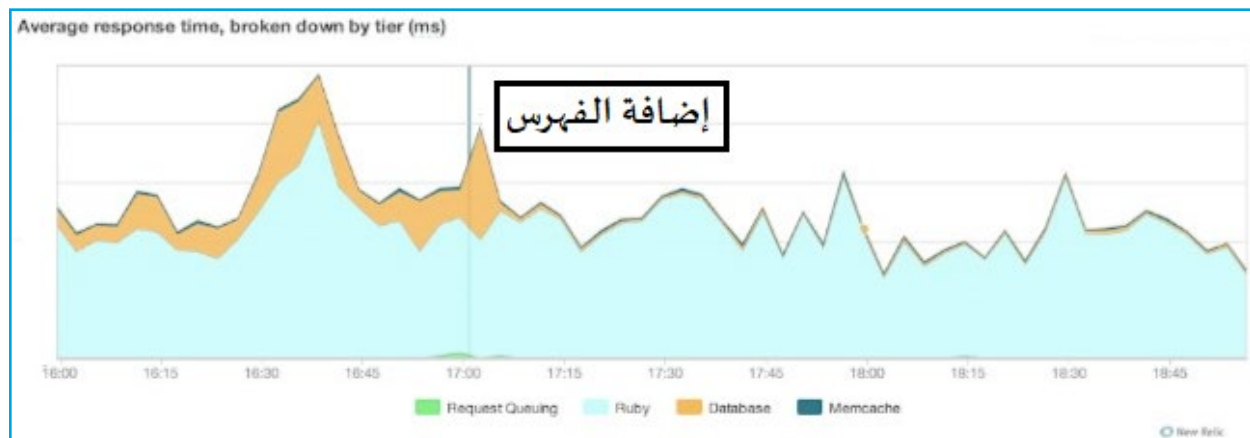 Average response time, broken down by tier (ms)
إضافة الفهرس
16:00 16:15 16:30 16:45 17:00 17:15 17:30 17:45 18:00 18:15 18:30 18:45
Request Queuing Ruby Database Memcache
New Relic